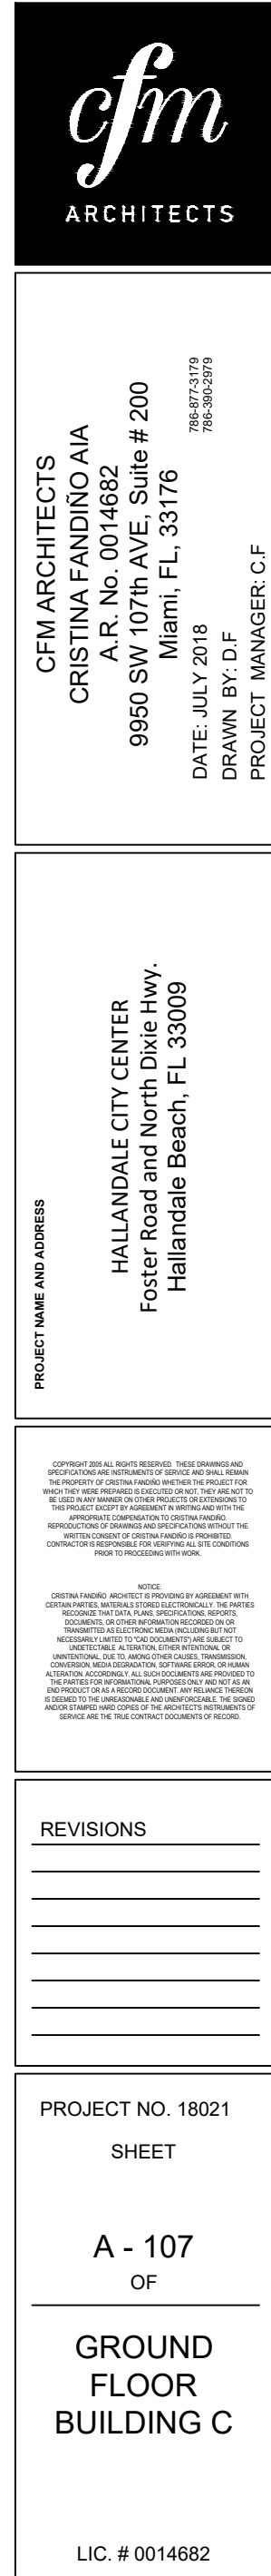 cfm
ARCHITECTS
CFM ARCHITECTS
CRISTINA FANDIÑO AIA
A.R. No. 0014682
9950 SW 107th AVE, Suite # 200
Miami, FL, 33176
786-877-3179
786-390-2979
DATE: JULY 2018
DRAWN BY: D.F
PROJECT MANAGER: C.F
PROJECT NAME AND ADDRESS
HALLANDALE CITY CENTER
Foster Road and North Dixie Hwy.
Hallandale Beach, FL 33009
COPYRIGHT 2005 ALL RIGHTS RESERVED. THESE DRAWINGS AND
SPECIFICATIONS ARE INSTRUMENTS OF SERVICE AND SHALL REMAIN
THE PROPERTY OF CRISTINA FANDIÑO WHETHER THE PROJECT FOR
WHICH THEY WERE PREPARED IS EXECUTED OR NOT, THEY ARE NOT TO
BE USED IN ANY MANNER ON OTHER PROJECTS OR EXTENSIONS TO
THIS PROJECT EXCEPT BY AGREEMENT IN WRITING AND WITH THE
APPROPRIATE COMPENSATION TO CRISTINA FANDIÑO.
REPRODUCTIONS OF DRAWINGS AND SPECIFICATIONS WITHOUT THE
WRITTEN CONSENT OF CRISTINA FANDIÑO IS PROHIBITED.
CONTRACTOR IS RESPONSIBLE FOR VERIFYING ALL SITE CONDITIONS
PRIOR TO PROCEEDING WITH WORK.
NOTICE:
CRISTINA FANDIÑO ARCHITECT IS PROVIDING BY AGREEMENT WITH
CERTAIN PARTIES, MATERIALS STORED ELECTRONICALLY. THE PARTIES
RECOGNIZE THAT DATA, PLANS, SPECIFICATIONS, REPORTS,
DOCUMENTS, OR OTHER INFORMATION RECORDED ON OR
TRANSMITTED AS ELECTRONIC MEDIA (INCLUDING BUT NOT
NECESSARILY LIMITED TO "CAD DOCUMENTS") ARE SUBJECT TO
UNDETECTABLE ALTERATION, EITHER INTENTIONAL OR
UNINTENTIONAL, DUE TO, AMONG OTHER CAUSES, TRANSMISSION,
CONVERSION, MEDIA DEGRADATION, SOFTWARE ERROR, OR HUMAN
ALTERATION. ACCORDINGLY, ALL SUCH DOCUMENTS ARE PROVIDED TO
THE PARTIES FOR INFORMATIONAL PURPOSES ONLY AND NOT AS AN
END PRODUCT OR AS A RECORD DOCUMENT. ANY RELIANCE THEREON
IS DEEMED TO THE UNREASONABLE AND UNENFORCEABLE. THE SIGNED
AND/OR STAMPED HARD COPIES OF THE ARCHITECT'S INSTRUMENTS OF
SERVICE ARE THE TRUE CONTRACT DOCUMENTS OF RECORD.
REVISIONS
PROJECT NO. 18021
SHEET
A - 107
OF
GROUND
FLOOR
BUILDING C
LIC. # 0014682